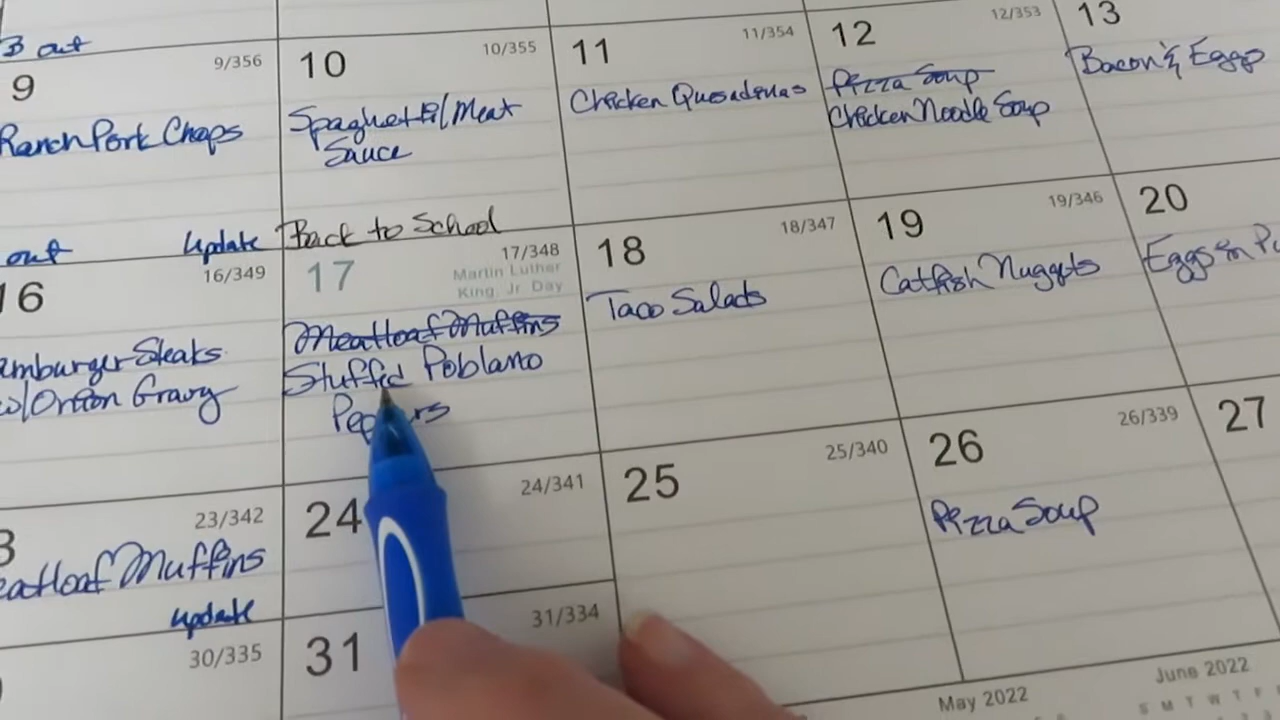 B out
9 9/356
Ranch Pork Chops
10 10/355
Spaghetti w/ Meat
Sauce
11 11/354
Chicken Quesadillas
12 12/353
Pizza Soup
Chicken Noodle Soup
13
Bacon & Eggs
out update
16 16/349
amburger Steaks
w/ Onion Gravy
Back to School
17 17/348
Martin Luther
King, Jr. Day
Meatloaf Muffins
Stuffed Poblano
Peppers
18 18/347
Taco Salads
19 19/346
Catfish Nuggets
20
Eggs in Pu
3 23/342
eatloaf Muffins
update
24 24/341
25 25/340
26 26/339
Pizza Soup
27
30/335
31 31/334
May 2022
June 2022
S M T W T F